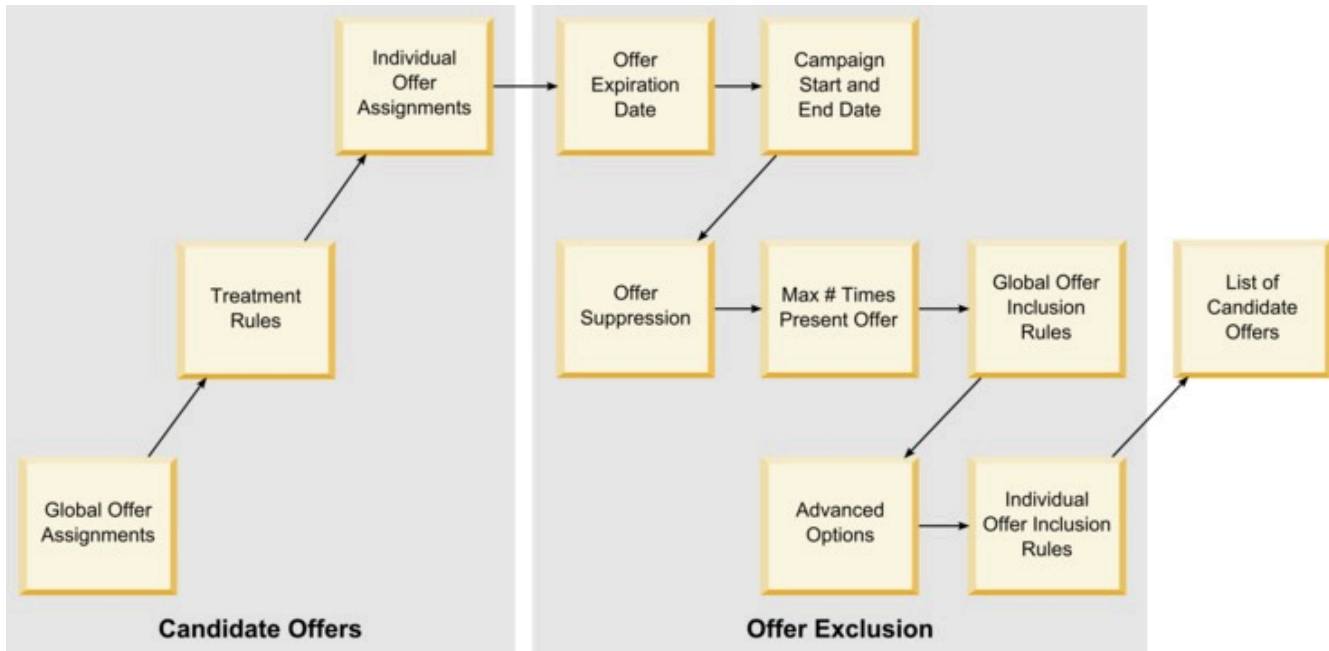 Individual
Offer
Assignments
Offer
Expiration
Date
Campaign
Start and
End Date
Treatment
Rules
Offer
Suppression
Max # Times
Present Offer
Global Offer
Inclusion
Rules
List of
Candidate
Offers
Global Offer
Assignments
Advanced
Options
Individual
Offer Inclusion
Rules
Candidate Offers
Offer Exclusion